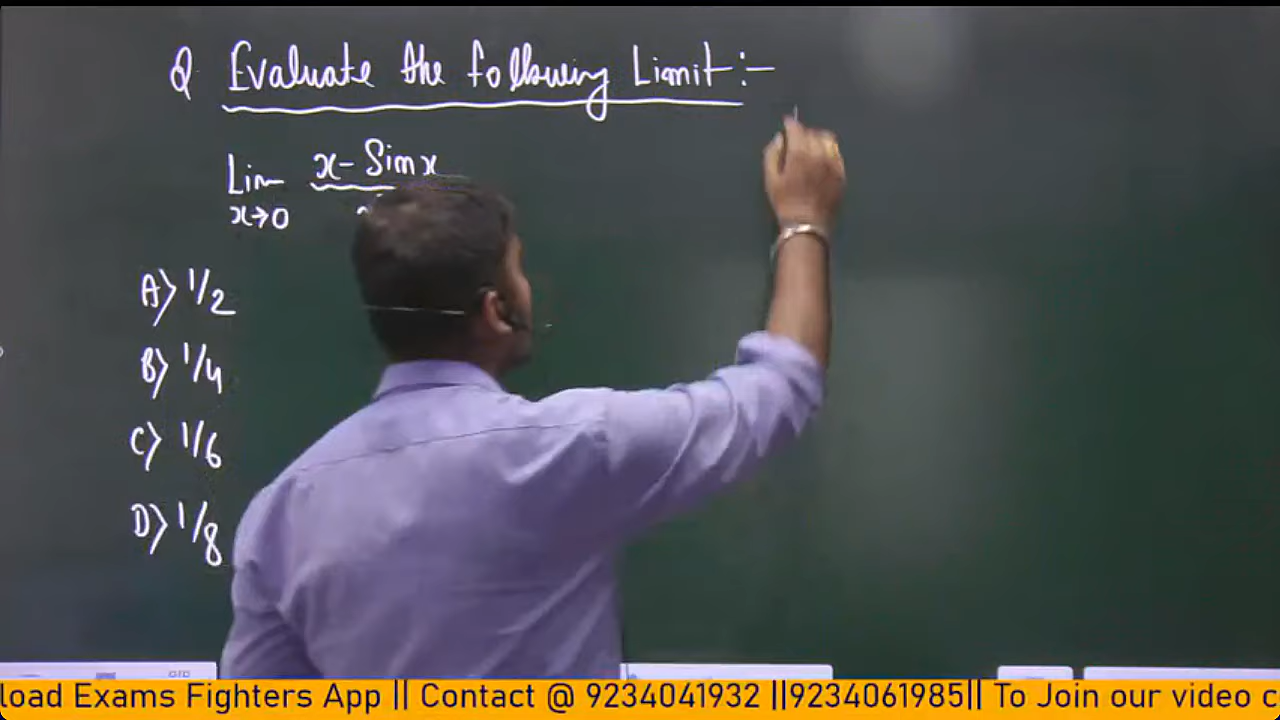 Q Evaluate the following Limit :-
Lim x - Sin x
x→0
A) 1/2
B) 1/4
C) 1/6
D) 1/8
load Exams Fighters App || Contact @ 9234041932 ||9234061985|| To Join our video c